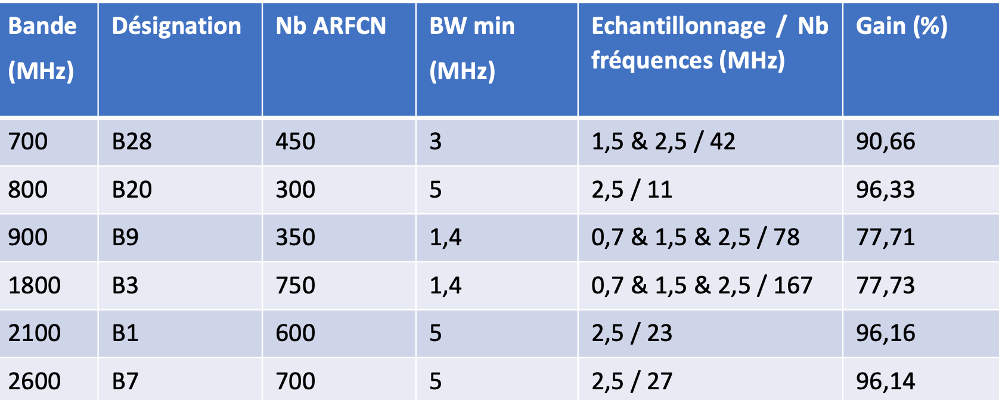 Bande (MHz) Désignation Nb ARFCN BW min (MHz) Echantillonnage / Nb fréquences (MHz) Gain (%)
700 B28 450 3 1,5 & 2,5 / 42 90,66
800 B20 300 5 2,5 / 11 96,33
900 B9 350 1,4 0,7 & 1,5 & 2,5 / 78 77,71
1800 B3 750 1,4 0,7 & 1,5 & 2,5 / 167 77,73
2100 B1 600 5 2,5 / 23 96,16
2600 B7 700 5 2,5 / 27 96,14